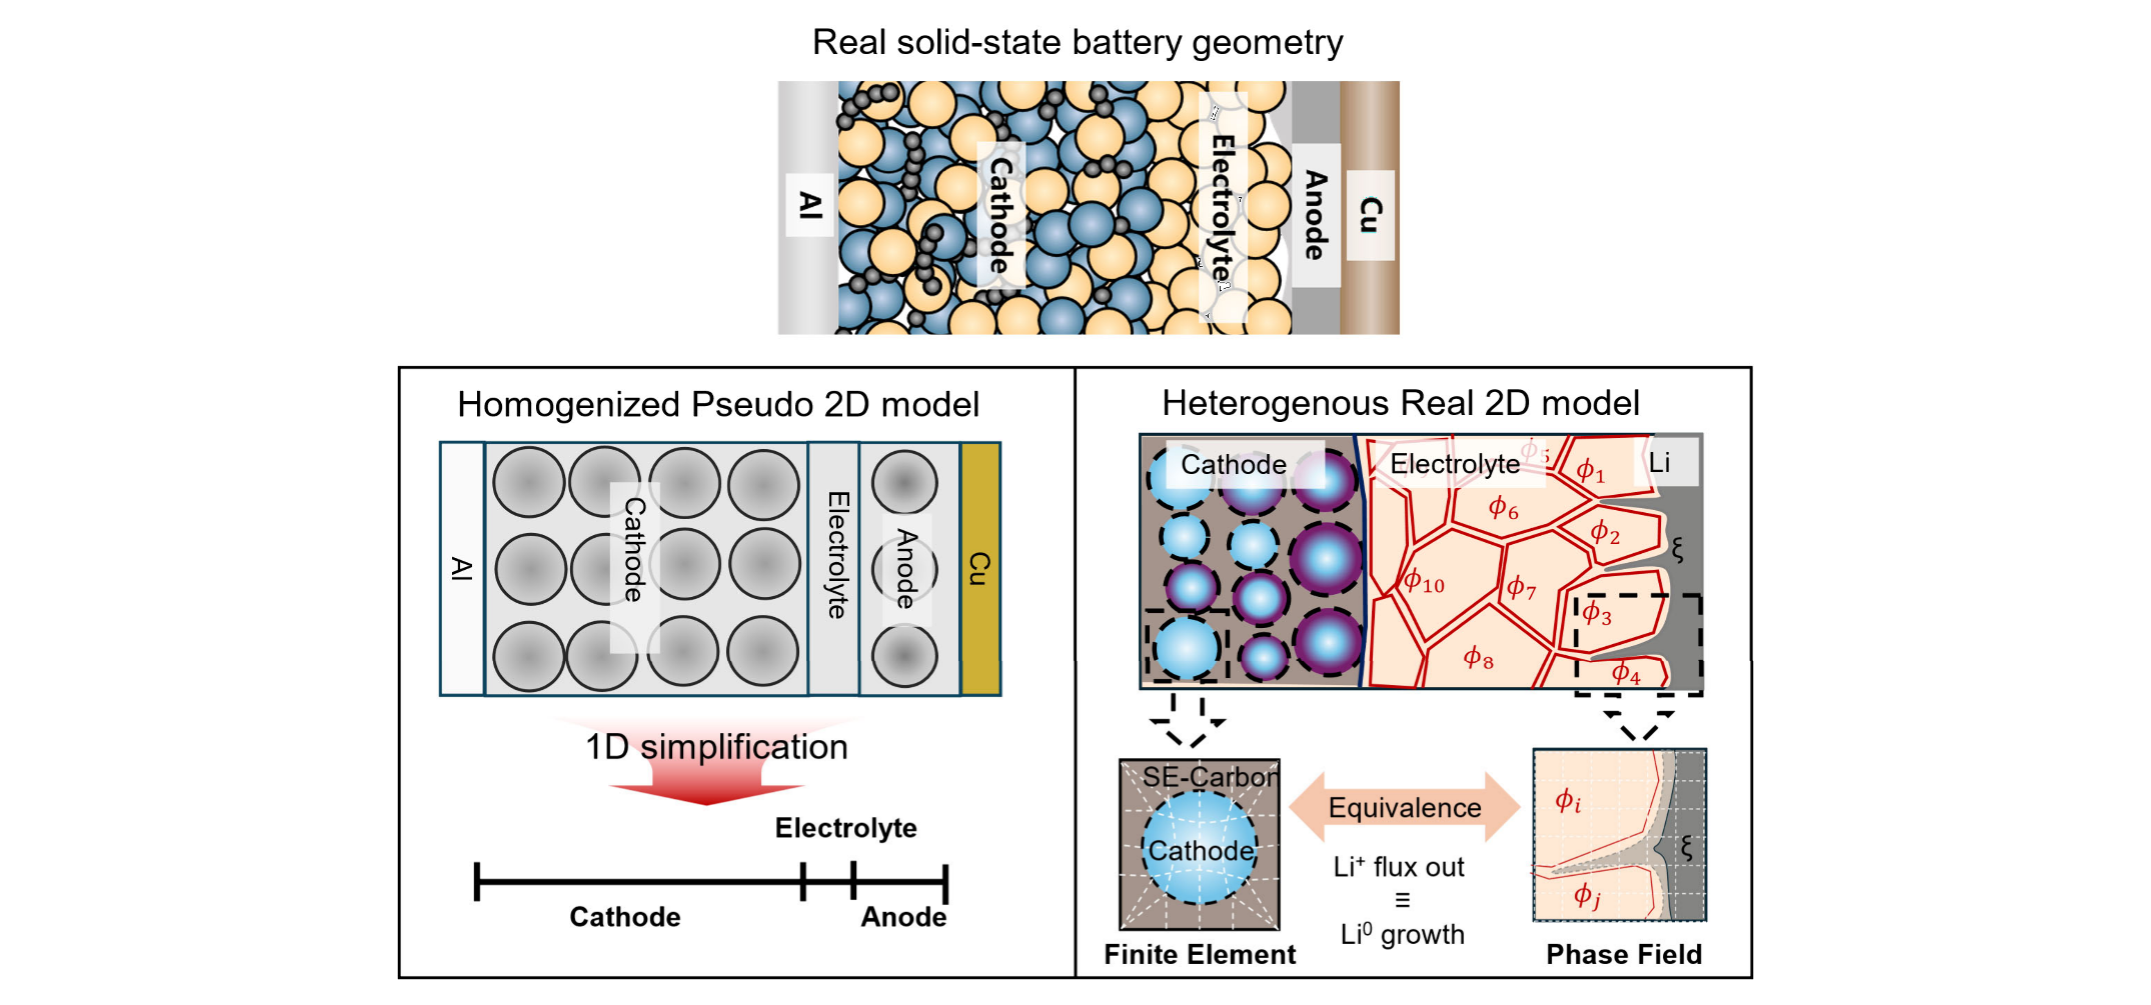 Real solid-state battery geometry
Al
Cathode
Electrolyte
Anode
Cu
Homogenized Pseudo 2D model
Al
Cathode
Electrolyte
Anode
Cu
1D simplification
Electrolyte
Cathode
Anode
Heterogenous Real 2D model
Cathode
Electrolyte
Li
ϕ5
ϕ1
ϕ6
ϕ2
ξ
ϕ10
ϕ7
ϕ3
ϕ8
ϕ4
SE-Carbon
Cathode
Finite Element
Equivalence
Li⁺ flux out
≡
Li⁰ growth
ϕi
ξ
ϕj
Phase Field